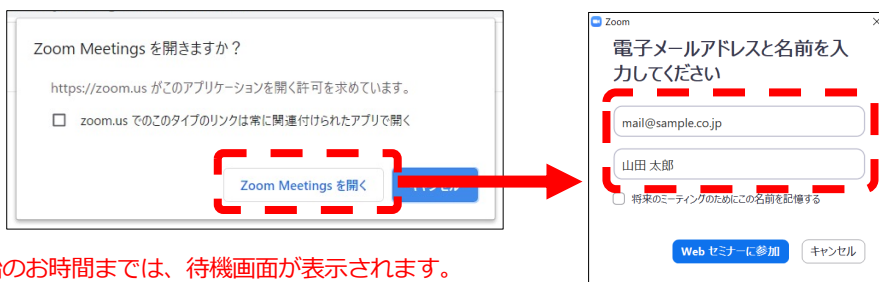 Zoom Meetings を開きますか？
https://zoom.us がこのアプリケーションを開く許可を求めています。
zoom.us でのこのタイプのリンクは常に関連付けられたアプリで開く
Zoom Meetings を開く
Zoom
電子メールアドレスと名前を入
力してください
mail@sample.co.jp
山田 太郎
将来のミーティングのためにこの名前を記憶する
Web セミナーに参加 キャンセル
のお時間までは、待機画面が表示されます。